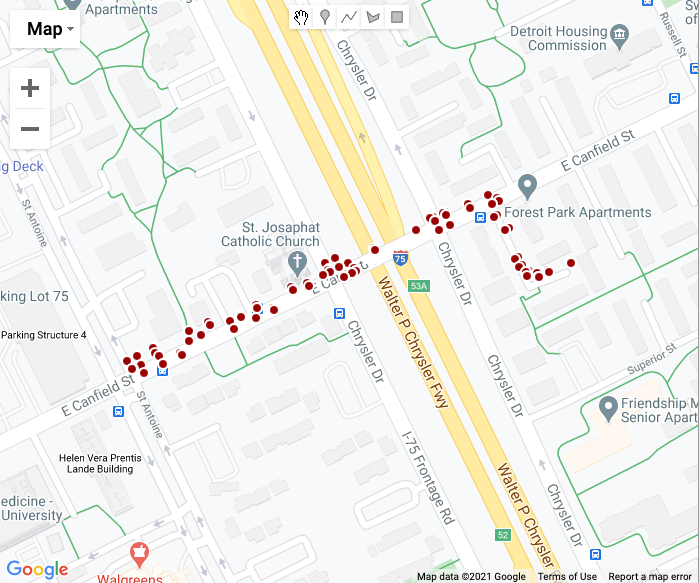 Apartments
Map
Chrysler Dr
Detroit Housing
Commission
Russell St
Sw
of
E Canfield St
g Deck
St Antoine
Forest Park Apartments
St. Josaphat
Catholic Church
E Canf
t
75
53A
Chrysler Dr
king Lot 75
Walter P Chrysler Fwy
Parking Structure 4
Chrysler Dr
Superior St
Chrysler Dr
E Canfield St
St Antoine
Friendship M
Senior Apart
I-75 Frontage Rd
Helen Vera Prentis
Lande Building
Walter P Chrysler
Chrysler Dr
edicine -
University
52
Walgreens
Google
Map data ©2021 Google
Terms of Use
Report a map error